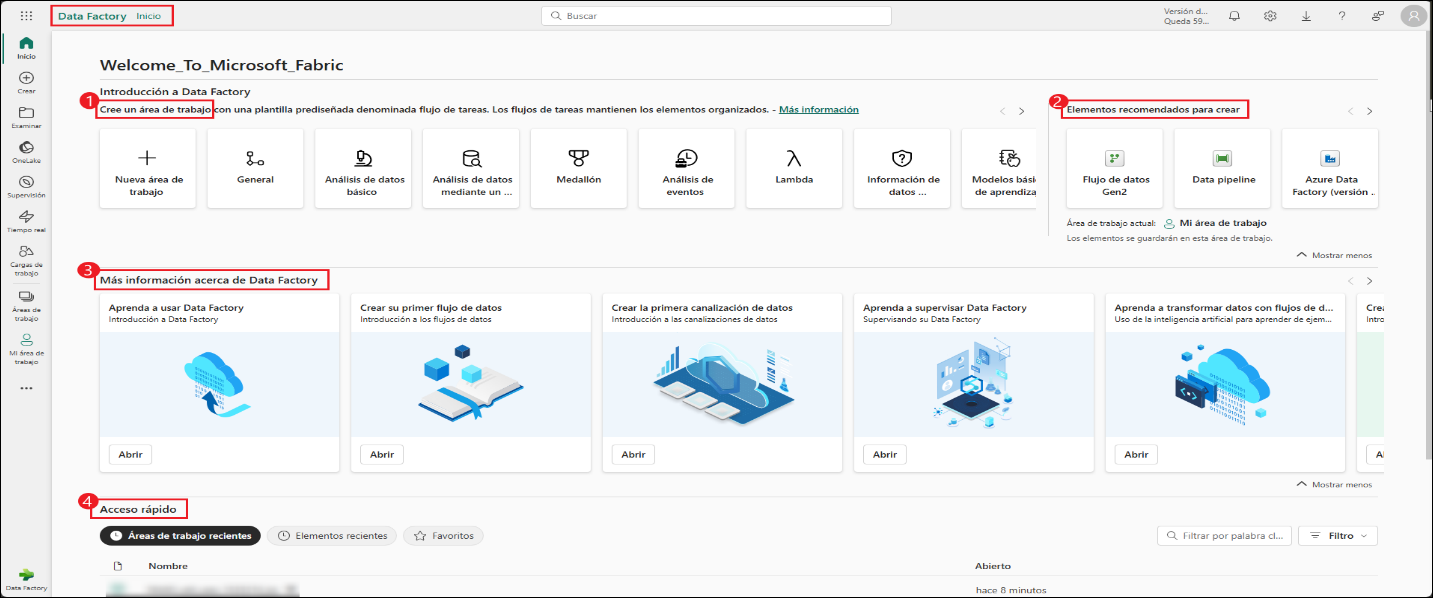 Data Factory Inicio
Buscar
Versión d...
Queda 59...
Inicio
Crear
Examinar
OneLake
Supervisión
Tiempo real
Cargas de
trabajo
Áreas de
trabajo
Mi área de
trabajo
Data Factory
Welcome_To_Microsoft_Fabric
Introducción a Data Factory
1
Cree un área de trabajo con una plantilla prediseñada denominada flujo de tareas. Los flujos de tareas mantienen los elementos organizados. - Más información
Nueva área de
trabajo
General
Análisis de datos
básico
Análisis de datos
mediante un ...
Medallón
Análisis de
eventos
Lambda
Información de
datos ...
Modelos bási
de aprendiza
2
Elementos recomendados para crear
Flujo de datos
Gen2
Data pipeline
Azure Data
Factory (versión ..
Área de trabajo actual: Mi área de trabajo
Los elementos se guardarán en esta área de trabajo.
Mostrar menos
3
Más información acerca de Data Factory
Aprenda a usar Data Factory
Introducción a Data Factory
Abrir
Crear su primer flujo de datos
Introducción a los flujos de datos
Abrir
Crear la primera canalización de datos
Introducción a las canalizaciones de datos
Abrir
Aprenda a supervisar Data Factory
Supervisando su Data Factory
Abrir
Aprenda a transformar datos con flujos de d...
Uso de la inteligencia artificial para aprender de ejem...
Abrir
Crea
Intro
Al
Mostrar menos
4
Acceso rápido
Áreas de trabajo recientes
Elementos recientes
Favoritos
Filtrar por palabra cl...
Filtro
Nombre
Abierto
hace 8 minutos